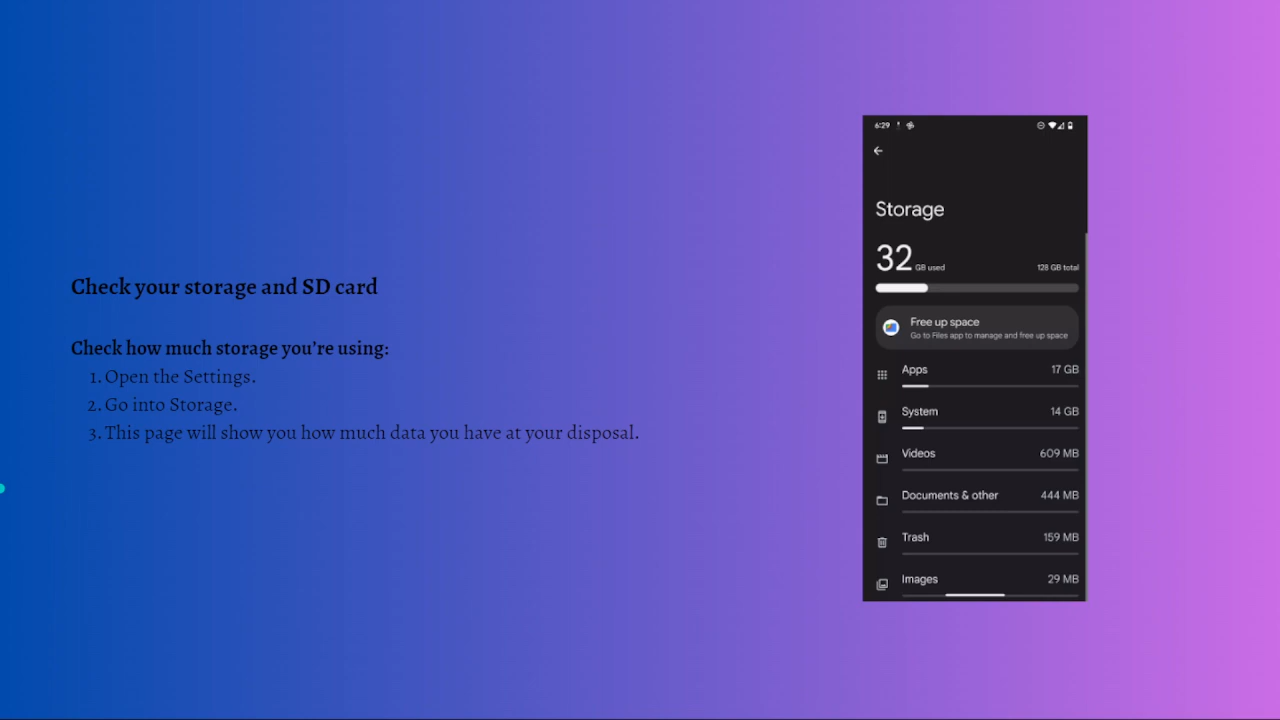 Check your storage and SD card
Check how much storage you're using:
1. Open the Settings.
2. Go into Storage.
3. This page will show you how much data you have at your disposal.
6:29
Storage
32 GB used 128 GB total
Free up space
Go to Files app to manage and free up space
Apps 17 GB
System 14 GB
Videos 609 MB
Documents & other 444 MB
Trash 159 MB
Images 29 MB